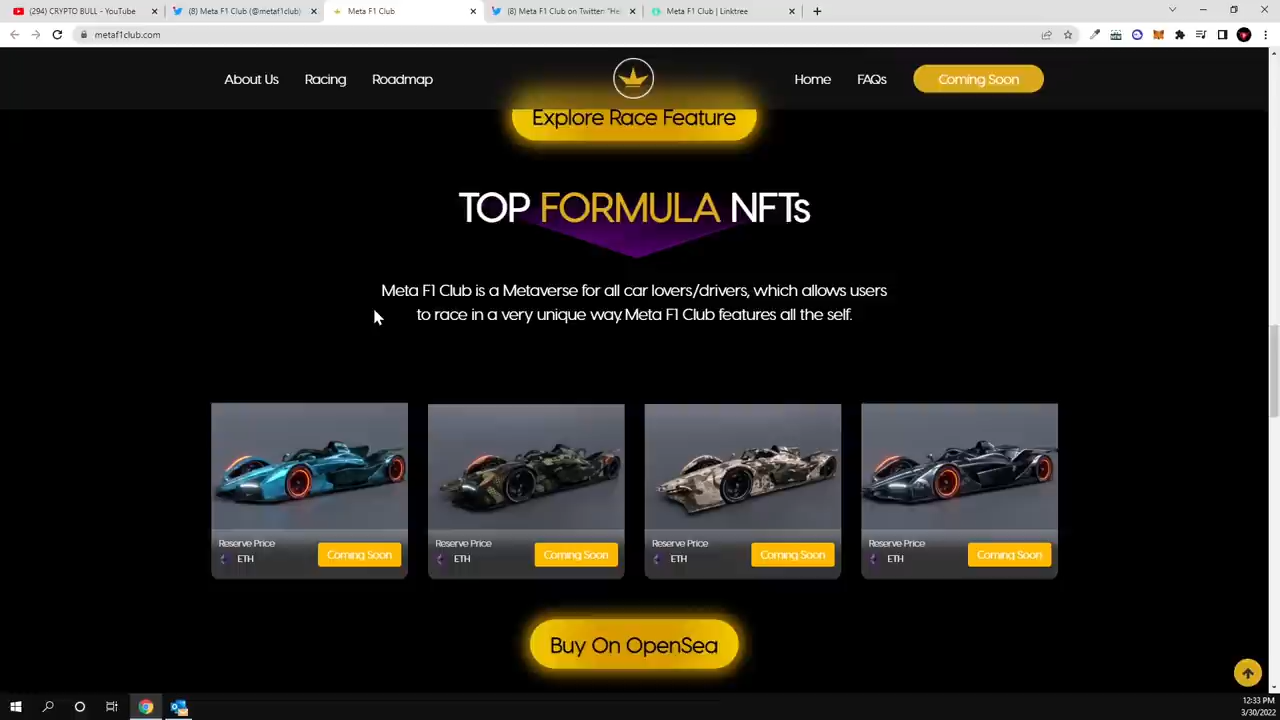 (294) CRYPTO BULL - YouTube
(8) Meta F1 Club (@metaf1club)
Meta F1 Club
(8) Meta F1 Club on Twitter: "He
Meta F1 Club | Linktree
metaf1club.com
About Us
Racing
Roadmap
Home
FAQs
Coming Soon
Explore Race Feature
TOP FORMULA NFTs
Meta F1 Club is a Metaverse for all car lovers/drivers, which allows users
to race in a very unique way. Meta F1 Club features all the self.
Reserve Price
ETH
Coming Soon
Reserve Price
ETH
Coming Soon
Reserve Price
ETH
Coming Soon
Reserve Price
ETH
Coming Soon
Buy On OpenSea
12:33 PM
3/30/2022